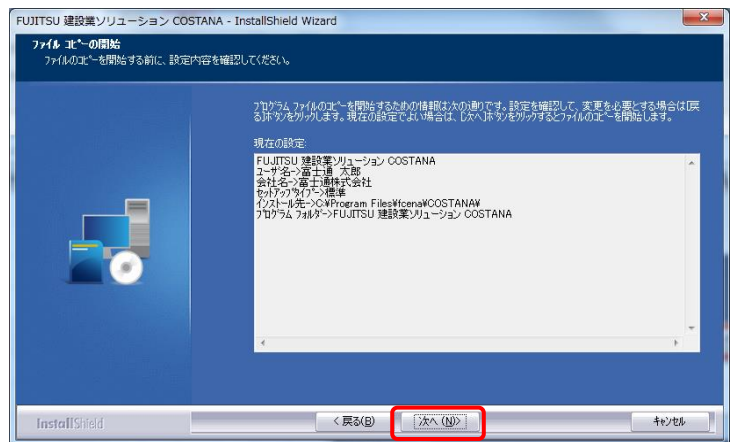 FUJITSU 建設業ソリューション COSTANA - InstallShield Wizard
ファイル コピーの開始
ファイルのコピーを開始する前に、設定内容を確認してください。
プログラム ファイルのコピーを開始するための情報は次の通りです。設定を確認して、変更を必要とする場合は[戻
る]ボタンをクリックします。現在の設定でよい場合は、[次へ]ボタンをクリックするとファイルのコピーを開始します。
現在の設定:
FUJITSU 建設業ソリューション COSTANA
ユーザ名->富士通 太郎
会社名->富士通株式会社
セットアップタイプ->標準
インストール先->C:¥Program Files¥fcena¥COSTANA¥
プログラム フォルダ->FUJITSU 建設業ソリューション COSTANA
InstallShield
< 戻る(B)
次へ (N)>
キャンセル